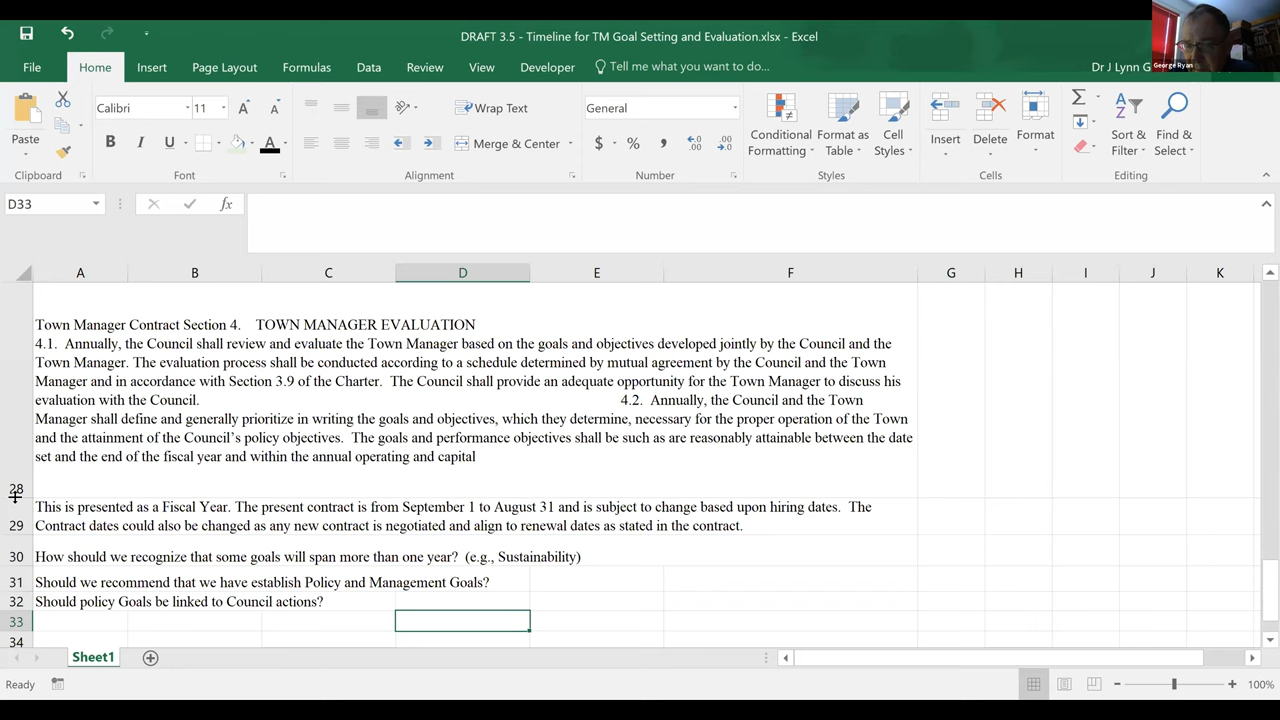 DRAFT 3.5 - Timeline for TM Goal Setting and Evaluation.xlsx - Excel
George Ryan
File Home Insert Page Layout Formulas Data Review View Developer Tell me what you want to do... Dr J Lynn G
Paste
Calibri 11
B I U A
Wrap Text
Merge & Center
General
$ % ,
Conditional Formatting
Format as Table
Cell Styles
Insert
Delete
Format
Sort & Filter
Find & Select
Clipboard Font Alignment Number Styles Cells Editing
D33 fx
A B C D E F G H I J K
Town Manager Contract Section 4. TOWN MANAGER EVALUATION
4.1. Annually, the Council shall review and evaluate the Town Manager based on the goals and objectives developed jointly by the Council and the
Town Manager. The evaluation process shall be conducted according to a schedule determined by mutual agreement by the Council and the Town
Manager and in accordance with Section 3.9 of the Charter. The Council shall provide an adequate opportunity for the Town Manager to discuss his
evaluation with the Council. 4.2. Annually, the Council and the Town
Manager shall define and generally prioritize in writing the goals and objectives, which they determine, necessary for the proper operation of the Town
and the attainment of the Council's policy objectives. The goals and performance objectives shall be such as are reasonably attainable between the date
set and the end of the fiscal year and within the annual operating and capital
28
This is presented as a Fiscal Year. The present contract is from September 1 to August 31 and is subject to change based upon hiring dates. The
29 Contract dates could also be changed as any new contract is negotiated and align to renewal dates as stated in the contract.
30 How should we recognize that some goals will span more than one year? (e.g., Sustainability)
31 Should we recommend that we have establish Policy and Management Goals?
32 Should policy Goals be linked to Council actions?
33
34
Sheet1
Ready 100%